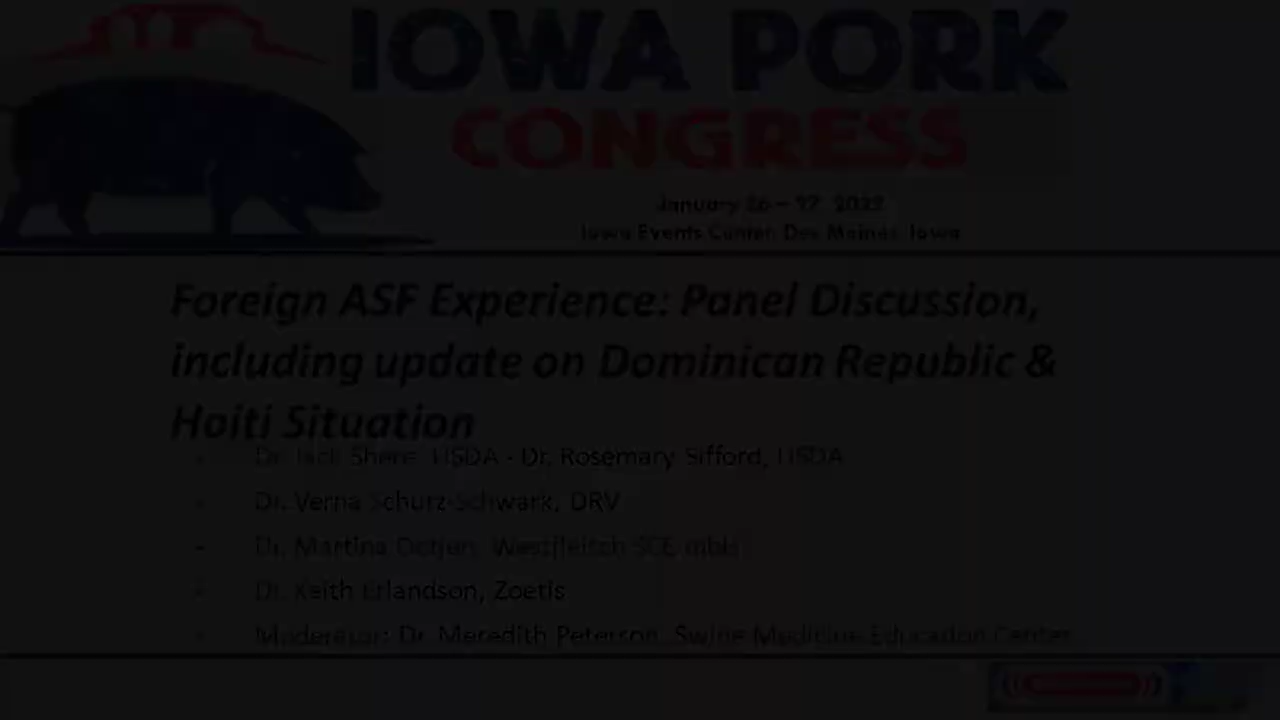 IOWA PORK
CONGRESS
January 26 – 27, 2022
Iowa Events Center, Des Moines, Iowa
Foreign ASF Experience: Panel Discussion,
including update on Dominican Republic &
Haiti Situation
- Dr. Jack Shere, USDA - Dr. Rosemary Sifford, USDA
- Dr. Verna Schurz-Schwark, DRV
- Dr. Martina Oetjen, Westfleisch SCE mbH
- Dr. Keith Erlandson, Zoetis
- Moderator: Dr. Meredith Peterson, Swine Medicine Education Center